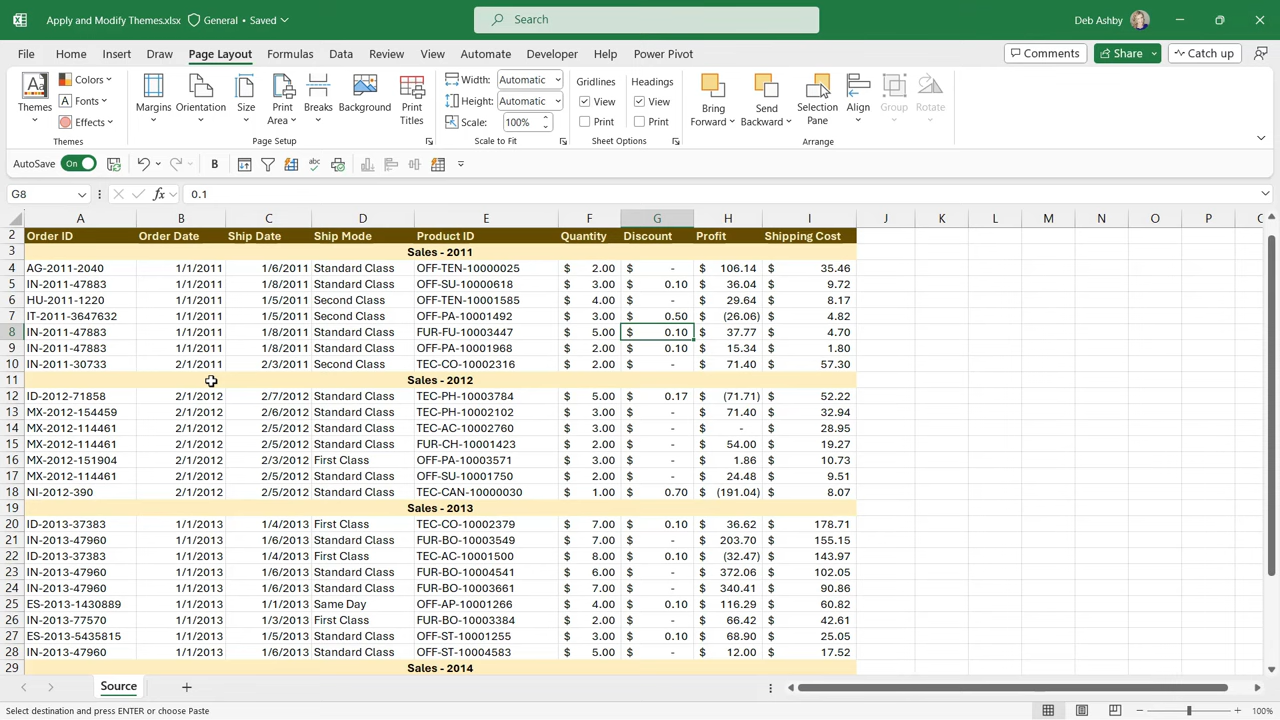 Apply and Modify Themes.xlsx General • Saved Search Deb Ashby
File Home Insert Draw Page Layout Formulas Data Review View Automate Developer Help Power Pivot Comments Share Catch up
Themes Colors Fonts Effects Margins Orientation Size Print Area Breaks Background Print Titles Width: Automatic Height: Automatic Scale: 100% Gridlines View Print Headings View Print Bring Forward Send Backward Selection Pane Align Group Rotate
Themes Page Setup Scale to Fit Sheet Options Arrange
AutoSave On B abc
G8 fx 0.1
A B C D E F G H I J K L M N O P
2 Order ID Order Date Ship Date Ship Mode Product ID Quantity Discount Profit Shipping Cost
3 Sales - 2011
4 AG-2011-2040 1/1/2011 1/6/2011 Standard Class OFF-TEN-10000025 $ 2.00 $ - $ 106.14 $ 35.46
5 IN-2011-47883 1/1/2011 1/8/2011 Standard Class OFF-SU-10000618 $ 3.00 $ 0.10 $ 36.04 $ 9.72
6 HU-2011-1220 1/1/2011 1/5/2011 Second Class OFF-TEN-10001585 $ 4.00 $ - $ 29.64 $ 8.17
7 IT-2011-3647632 1/1/2011 1/5/2011 Second Class OFF-PA-10001492 $ 3.00 $ 0.50 $ (26.06) $ 4.82
8 IN-2011-47883 1/1/2011 1/8/2011 Standard Class FUR-FU-10003447 $ 5.00 $ 0.10 $ 37.77 $ 4.70
9 IN-2011-47883 1/1/2011 1/8/2011 Standard Class OFF-PA-10001968 $ 2.00 $ 0.10 $ 15.34 $ 1.80
10 IN-2011-30733 2/1/2011 2/3/2011 Second Class TEC-CO-10002316 $ 2.00 $ - $ 71.40 $ 57.30
11 Sales - 2012
12 ID-2012-71858 2/1/2012 2/7/2012 Standard Class TEC-PH-10003784 $ 5.00 $ 0.17 $ (71.71) $ 52.22
13 MX-2012-154459 2/1/2012 2/6/2012 Standard Class TEC-PH-10002102 $ 3.00 $ - $ 71.40 $ 32.94
14 MX-2012-114461 2/1/2012 2/5/2012 Standard Class TEC-AC-10002760 $ 3.00 $ - $ - $ 28.95
15 MX-2012-114461 2/1/2012 2/5/2012 Standard Class FUR-CH-10001423 $ 2.00 $ - $ 54.00 $ 19.27
16 MX-2012-151904 2/1/2012 2/3/2012 First Class OFF-PA-10003571 $ 3.00 $ - $ 1.86 $ 10.73
17 MX-2012-114461 2/1/2012 2/5/2012 Standard Class OFF-SU-10001750 $ 2.00 $ - $ 24.48 $ 9.51
18 NI-2012-390 2/1/2012 2/5/2012 Standard Class TEC-CAN-10000030 $ 1.00 $ 0.70 $ (191.04) $ 8.07
19 Sales - 2013
20 ID-2013-37383 1/1/2013 1/4/2013 First Class TEC-CO-10002379 $ 7.00 $ 0.10 $ 36.62 $ 178.71
21 IN-2013-47960 1/1/2013 1/6/2013 Standard Class FUR-BO-10003549 $ 7.00 $ - $ 203.70 $ 155.15
22 ID-2013-37383 1/1/2013 1/4/2013 First Class TEC-AC-10001500 $ 8.00 $ 0.10 $ (32.47) $ 143.97
23 IN-2013-47960 1/1/2013 1/6/2013 Standard Class FUR-BO-10004541 $ 6.00 $ - $ 372.06 $ 102.05
24 IN-2013-47960 1/1/2013 1/6/2013 Standard Class FUR-BO-10003661 $ 7.00 $ - $ 340.41 $ 90.86
25 ES-2013-1430889 1/1/2013 1/1/2013 Same Day OFF-AP-10001266 $ 4.00 $ 0.10 $ 116.29 $ 60.82
26 IN-2013-77570 1/1/2013 1/3/2013 First Class OFF-BI-10003384 $ 2.00 $ - $ 66.42 $ 42.61
27 ES-2013-5435815 1/1/2013 1/5/2013 Standard Class OFF-ST-10001255 $ 3.00 $ 0.10 $ 68.90 $ 25.05
28 IN-2013-47960 1/1/2013 1/6/2013 Standard Class OFF-ST-10004583 $ 5.00 $ - $ 12.00 $ 17.52
29 Sales - 2014
Source
Select destination and press ENTER or choose Paste 100%